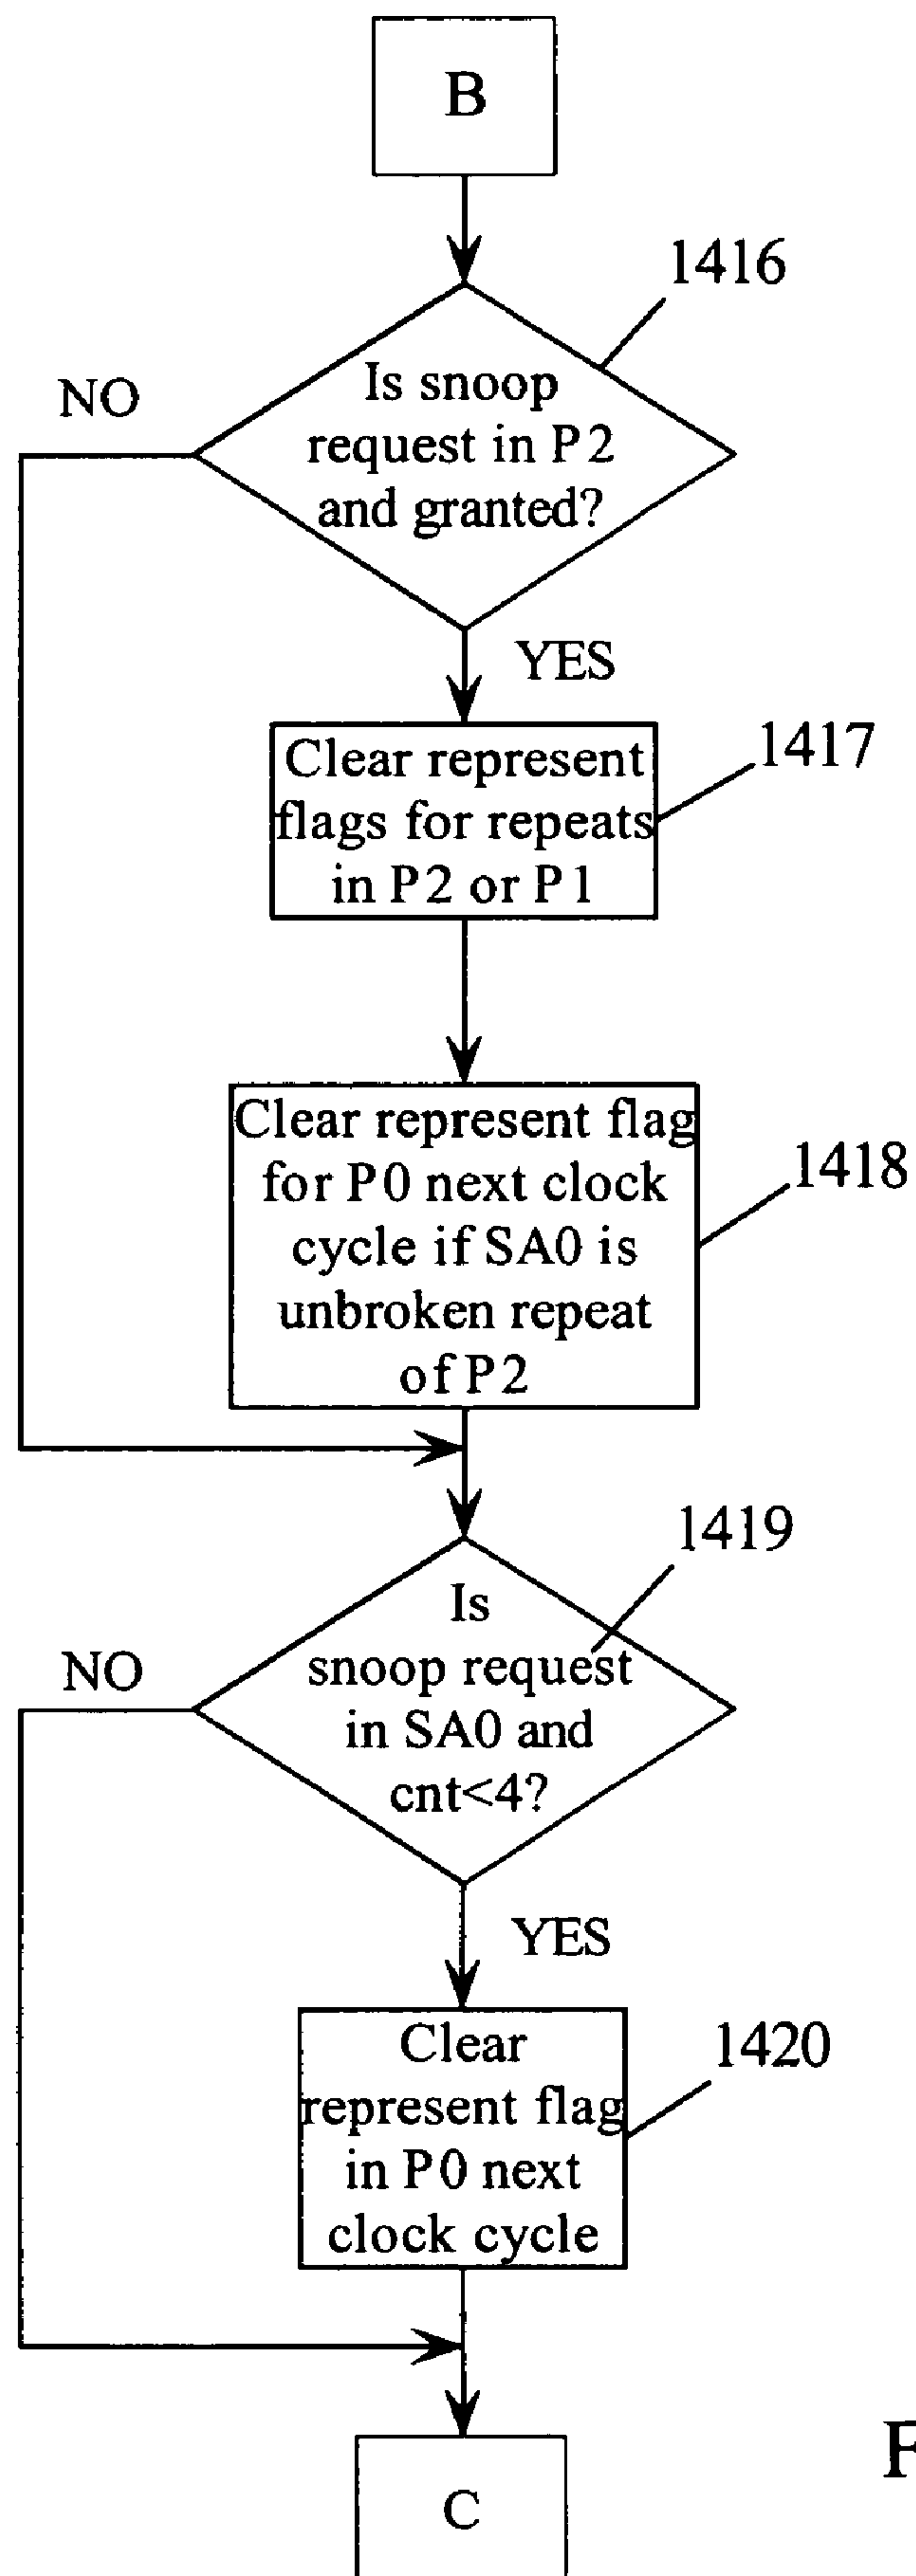 B
1416
Is snoop
request in P2
and granted?
NO
YES
Clear represent
flags for repeats
in P2 or P1
1417
Clear represent flag
for P0 next clock
cycle if SA0 is
unbroken repeat
of P2
1418
1419
Is
snoop request
in SA0 and
cnt<4?
NO
YES
Clear
represent flag
in P0 next
clock cycle
1420
F
C